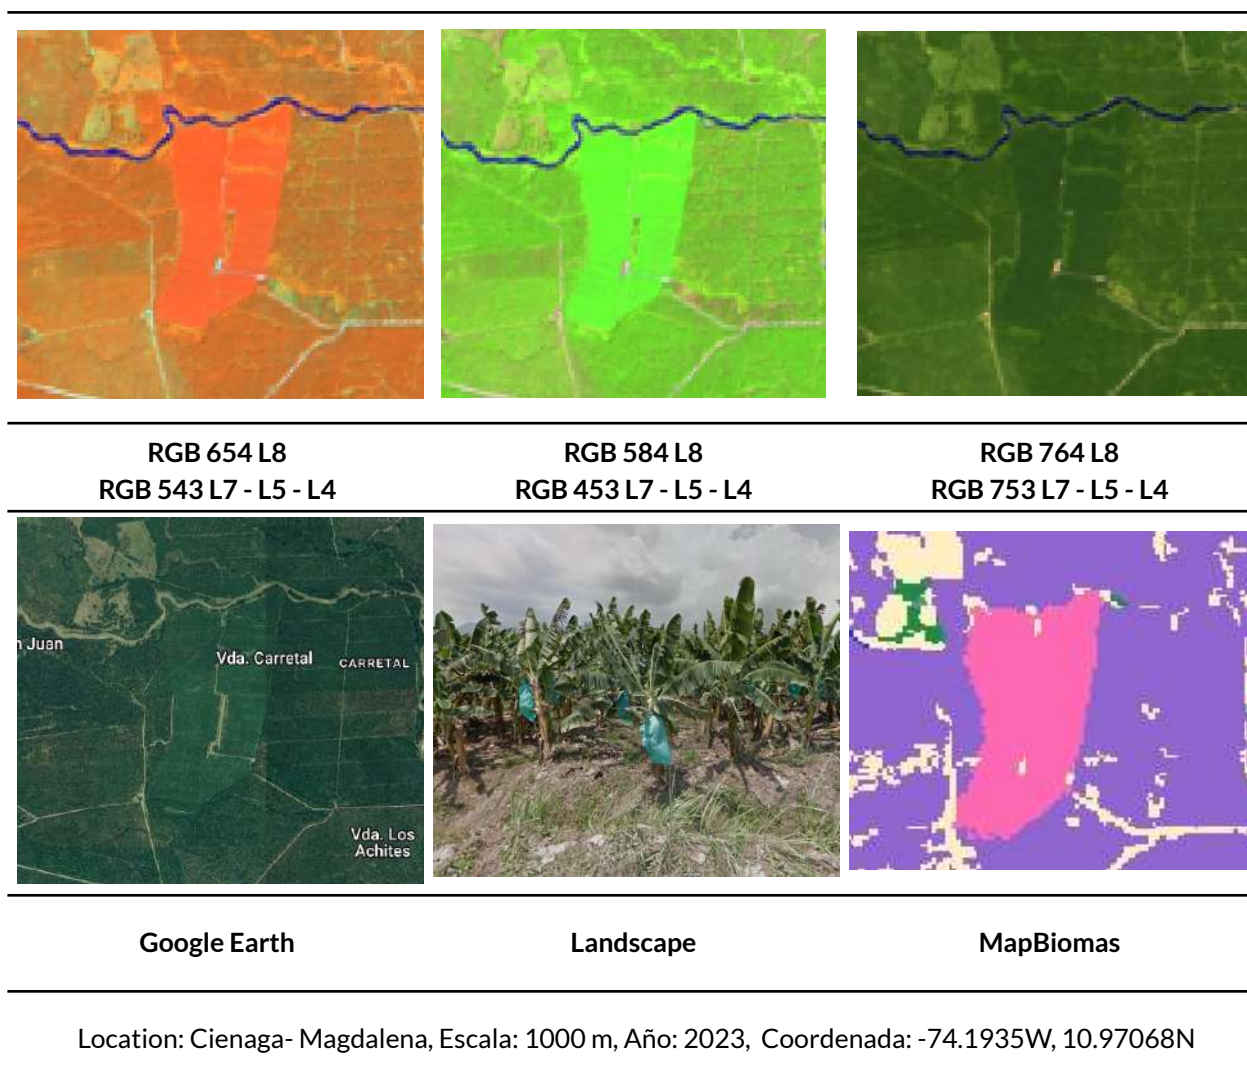 RGB 654 L8
RGB 543 L7 - L5 - L4
RGB 584 L8
RGB 453 L7 - L5 - L4
RGB 764 L8
RGB 753 L7 - L5 - L4
n Juan
Vda. Carretal
CARRETAL
Vda. Los
Achites
Google Earth
Landscape
MapBiomas
Location: Cienaga- Magdalena, Escala: 1000 m, Año: 2023, Coordenada: -74.1935W, 10.97068N